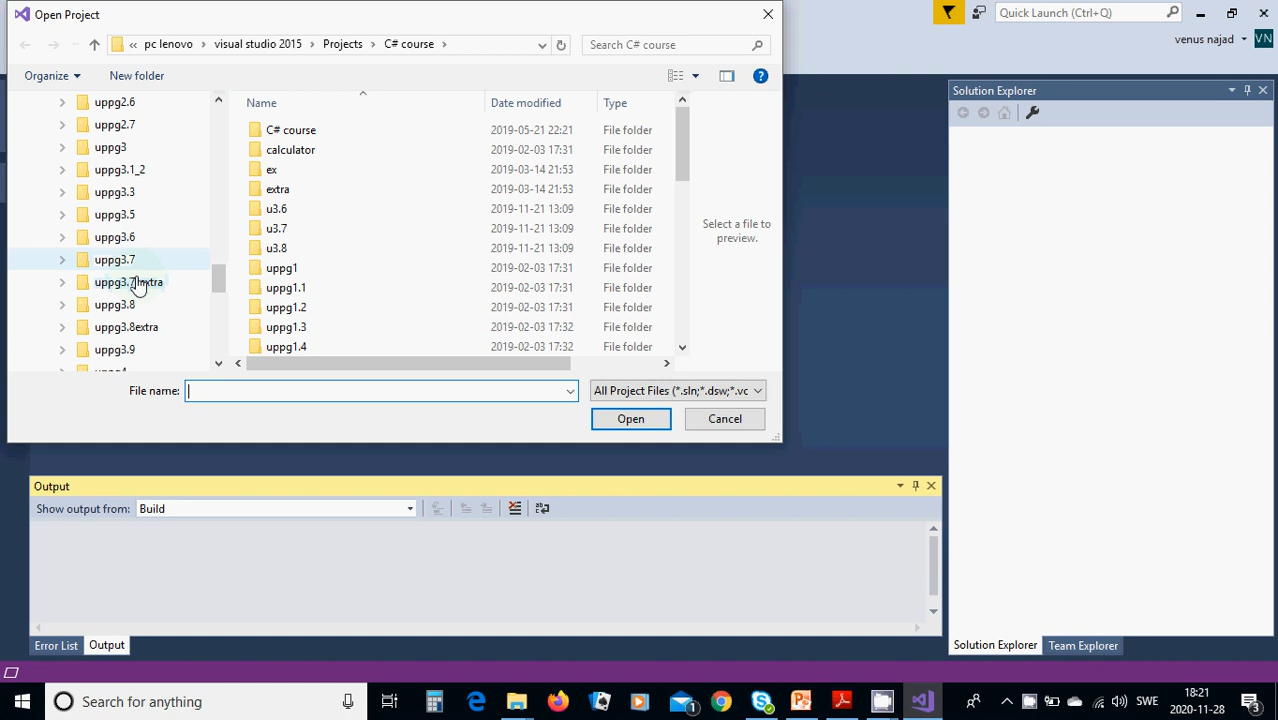 Open Project
Quick Launch (Ctrl+Q)
venus najad
VN
« pc lenovo > visual studio 2015 > Projects > C# course >
Search C# course
Organize
New folder
uppg2.6
uppg2.7
uppg3
uppg3.1_2
uppg3.3
uppg3.5
uppg3.6
uppg3.7
uppg3.8
uppg3.8extra
uppg3.9
Name Date modified Type
C# course 2019-05-21 22:21 File folder
calculator 2019-02-03 17:31 File folder
ex 2019-03-14 21:53 File folder
extra 2019-03-14 21:53 File folder
u3.6 2019-11-21 13:09 File folder
u3.7 2019-11-21 13:09 File folder
u3.8 2019-11-21 13:09 File folder
uppg1 2019-02-03 17:31 File folder
uppg1.1 2019-02-03 17:31 File folder
uppg1.2 2019-02-03 17:31 File folder
uppg1.3 2019-02-03 17:32 File folder
uppg1.4 2019-02-03 17:32 File folder
Select a file to
preview.
File name:
All Project Files (*.sln;*.dsw;*.vc
Open
Cancel
Solution Explorer
Output
Show output from: Build
Error List
Output
Solution Explorer
Team Explorer
Search for anything
SWE
18:21
2020-11-28
1
3